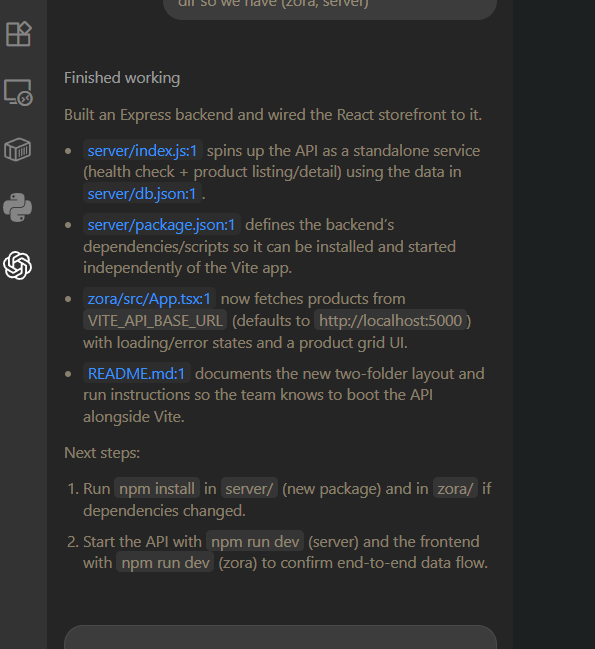 dir so we have (zora, server)
Finished working
Built an Express backend and wired the React storefront to it.
• server/index.js:1 spins up the API as a standalone service
(health check + product listing/detail) using the data in
server/db.json:1 .
• server/package.json:1 defines the backend's
dependencies/scripts so it can be installed and started
independently of the Vite app.
• zora/src/App.tsx:1 now fetches products from
VITE_API_BASE_URL (defaults to http://localhost:5000 )
with loading/error states and a product grid UI.
• README.md:1 documents the new two-folder layout and
run instructions so the team knows to boot the API
alongside Vite.
Next steps:
1. Run npm install in server/ (new package) and in zora/ if
dependencies changed.
2. Start the API with npm run dev (server) and the frontend
with npm run dev (zora) to confirm end-to-end data flow.